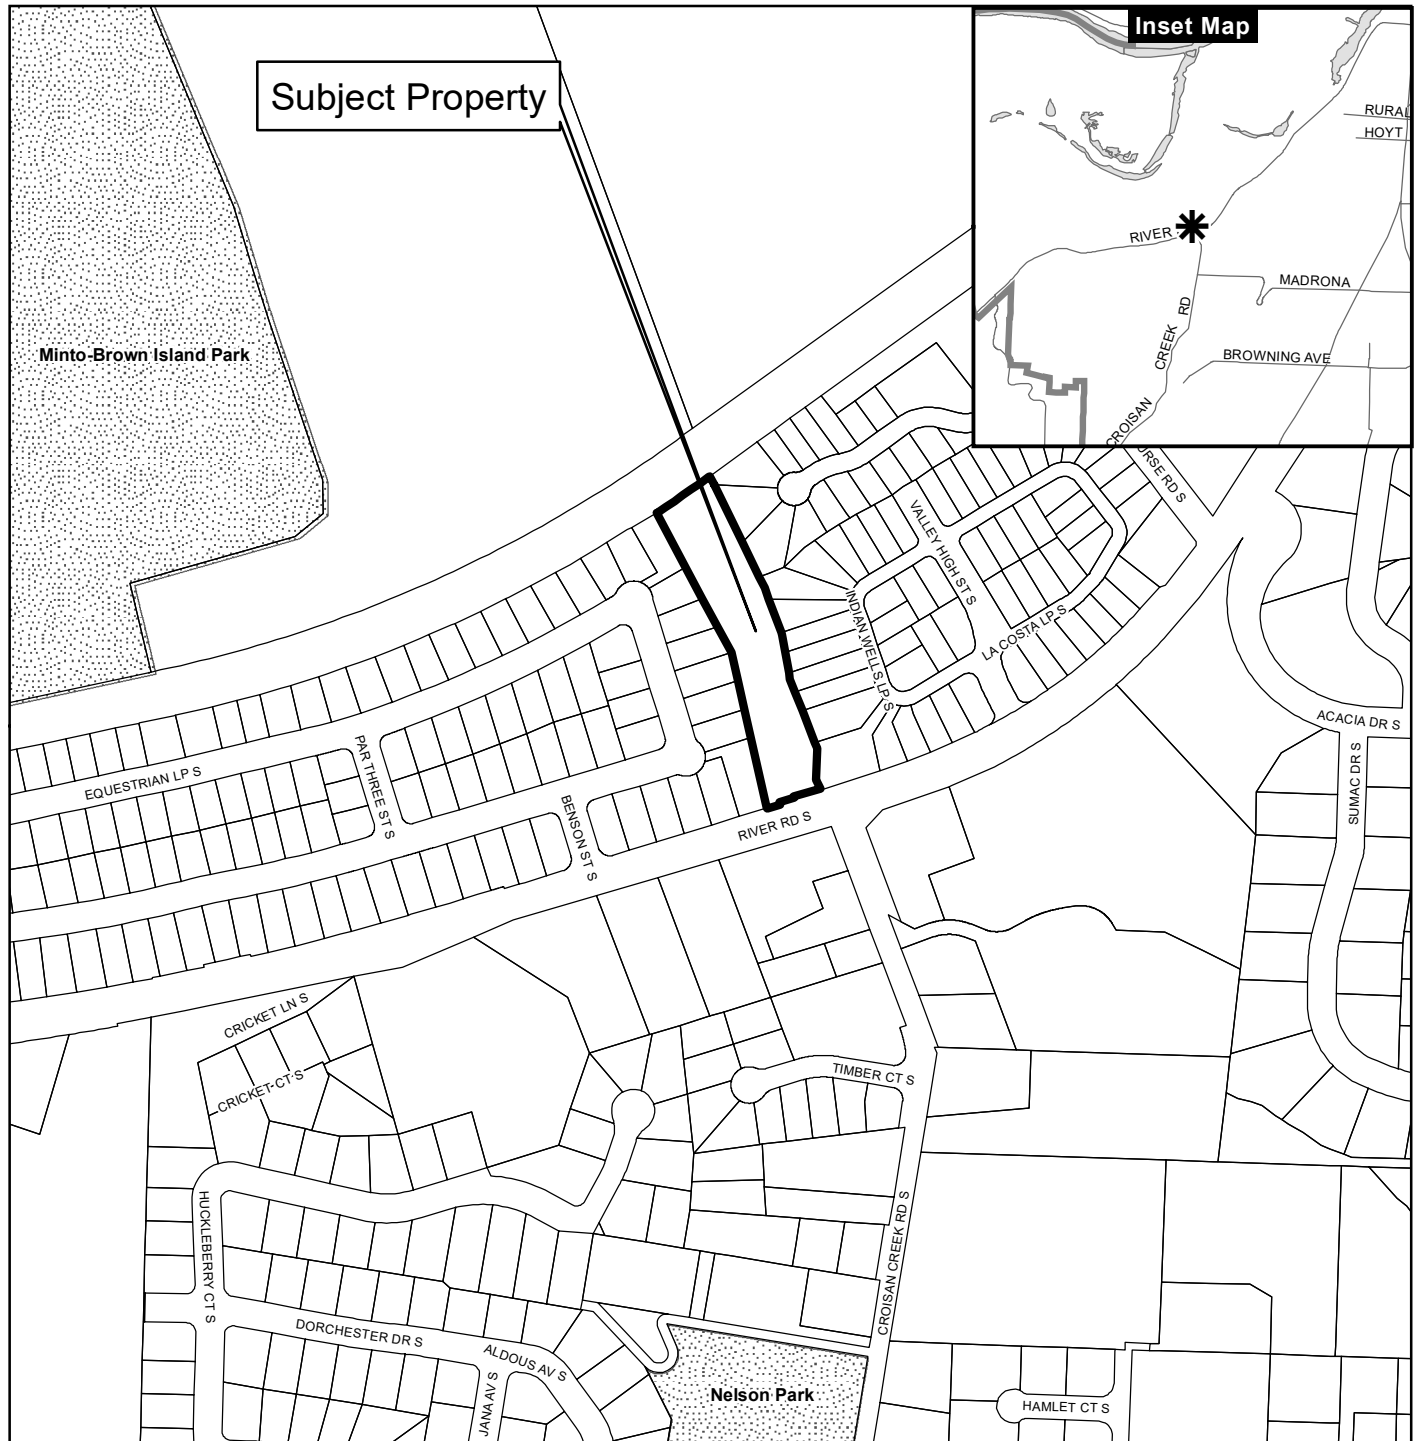 Inset Map
Subject Property
RURAL
HOYT
RIVER
MADRONA
CREEK RD
BROWNING AVE
CROISAN
Minto-Brown Island Park
URSE RD S
VALLEY HIGH ST S
INDIAN WELLS LP S
LA COSTA LP S
ACACIA DR S
SUMAC DR S
EQUESTRIAN LP S
PAR THREE ST S
BENSON ST S
RIVER RD S
CRICKET LN S
CRICKET CT S
TIMBER CT S
HUCKLEBERRY CT S
CROISAN CREEK RD S
DORCHESTER DR S
ALDOUS AV S
JANA AV S
Nelson Park
HAMLET CT S